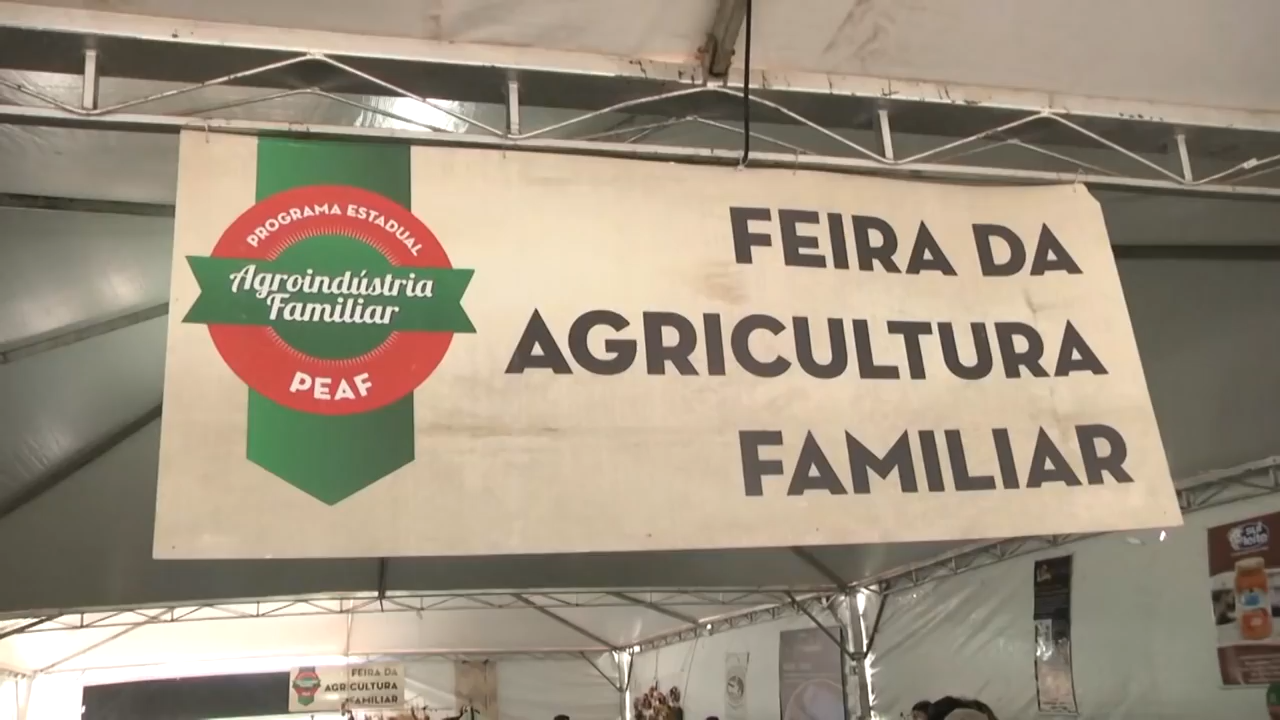 PROGRAMA ESTADUAL
Agroindústria
Familiar
PEAF
FEIRA DA
AGRICULTURA
FAMILIAR
FEIRA DA
AGRICULTURA
FAMILIAR